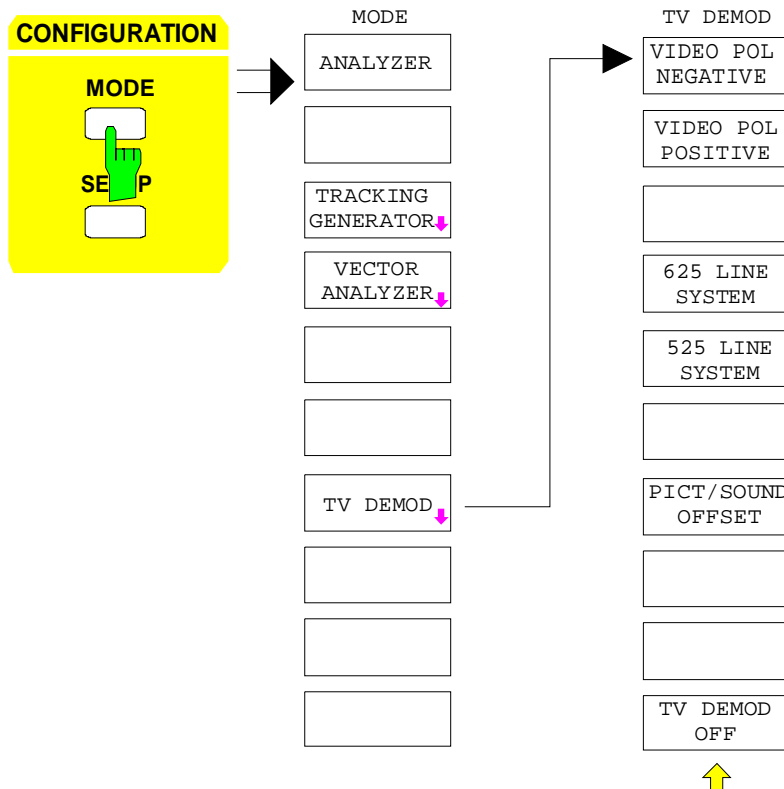 CONFIGURATION
MODE
SE P
MODE
ANALYZER
TRACKING
GENERATOR
VECTOR
ANALYZER
TV DEMOD
TV DEMOD
VIDEO POL
NEGATIVE
VIDEO POL
POSITIVE
625 LINE
SYSTEM
525 LINE
SYSTEM
PICT/SOUND
OFFSET
TV DEMOD
OFF